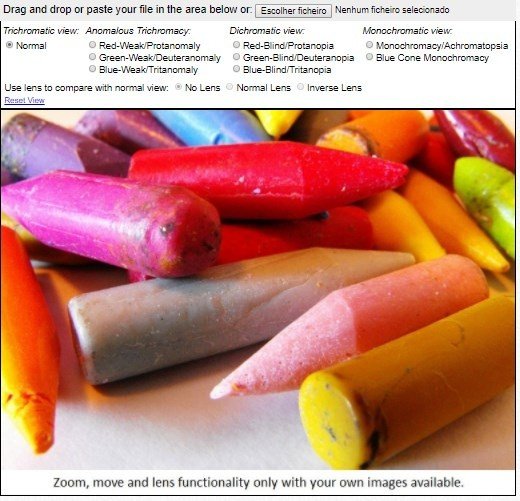 Drag and drop or paste your file in the area below or: Escolher ficheiro Nenhum ficheiro selecionado
Trichromatic view: Anomalous Trichromacy: Dichromatic view: Monochromatic view:
Normal Red-Weak/Protanomaly Red-Blind/Protanopia Monochromacy/Achromatopsia
Green-Weak/Deuteranomaly Green-Blind/Deuteranopia Blue Cone Monochromacy
Blue-Weak/Tritanomaly Blue-Blind/Tritanopia
Use lens to compare with normal view: No Lens Normal Lens Inverse Lens
Reset View
Zoom, move and lens functionality only with your own images available.